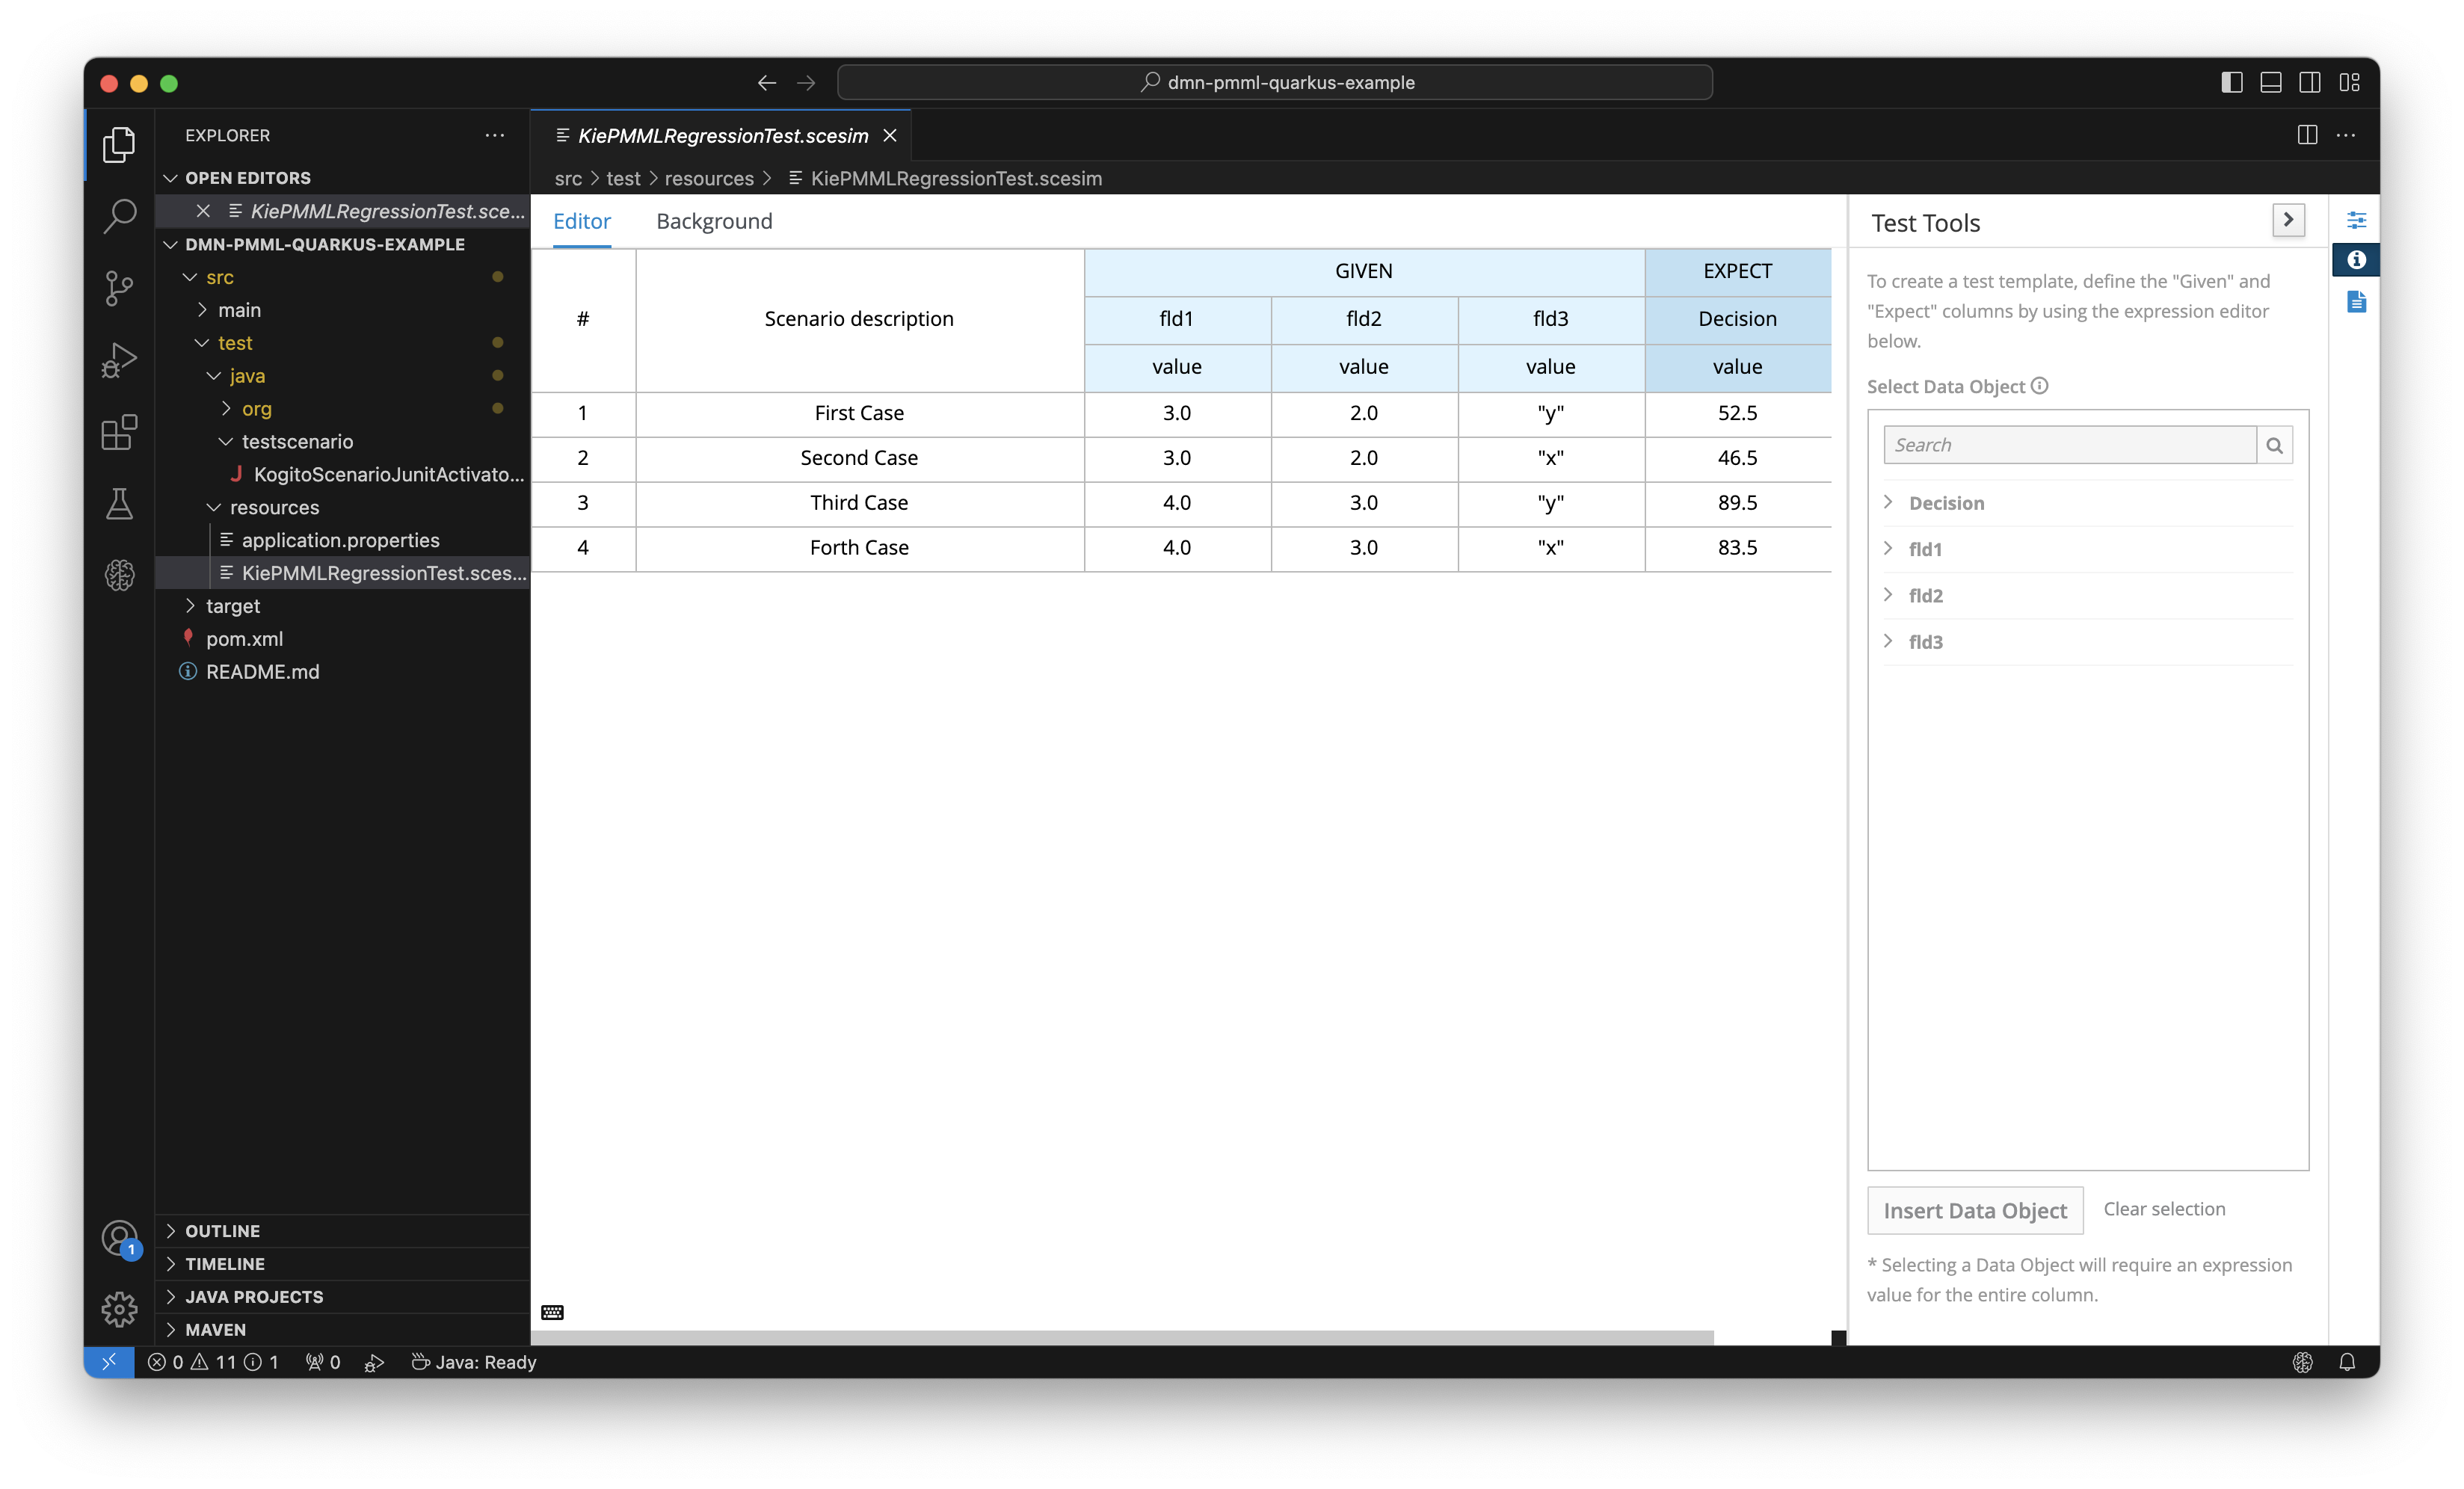 dmn-pmml-quarkus-example
EXPLORER
OPEN EDITORS
KiePMMLRegressionTest.sce...
DMN-PMML-QUARKUS-EXAMPLE
src
main
test
java
org
testscenario
KogitoScenarioJunitActivato...
resources
application.properties
KiePMMLRegressionTest.sces...
target
pom.xml
README.md
OUTLINE
TIMELINE
JAVA PROJECTS
MAVEN
1
KiePMMLRegressionTest.scesim
src > test > resources > KiePMMLRegressionTest.scesim
Editor Background
GIVEN EXPECT
# Scenario description fld1 fld2 fld3 Decision
value value value value
1 First Case 3.0 2.0 "y" 52.5
2 Second Case 3.0 2.0 "x" 46.5
3 Third Case 4.0 3.0 "y" 89.5
4 Forth Case 4.0 3.0 "x" 83.5
Test Tools
To create a test template, define the "Given" and
"Expect" columns by using the expression editor
below.
Select Data Object
Search
Decision
fld1
fld2
fld3
Insert Data Object Clear selection
* Selecting a Data Object will require an expression
value for the entire column.
0 11 1 0 Java: Ready